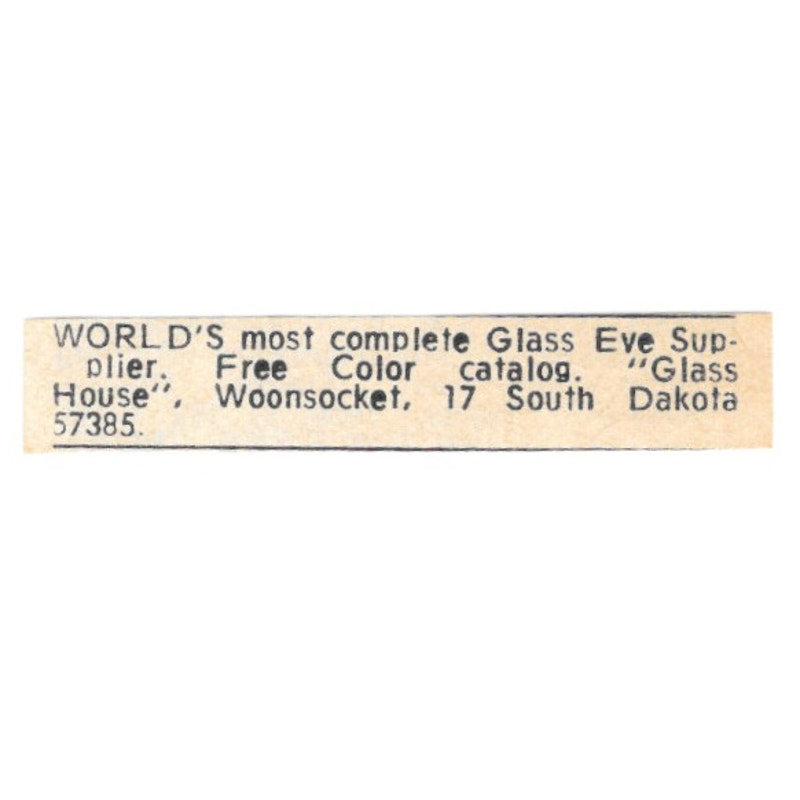 WORLD'S most complete Glass Eye Sup-
plier. Free Color catalog. "Glass
House", Woonsocket, 17 South Dakota
57385.